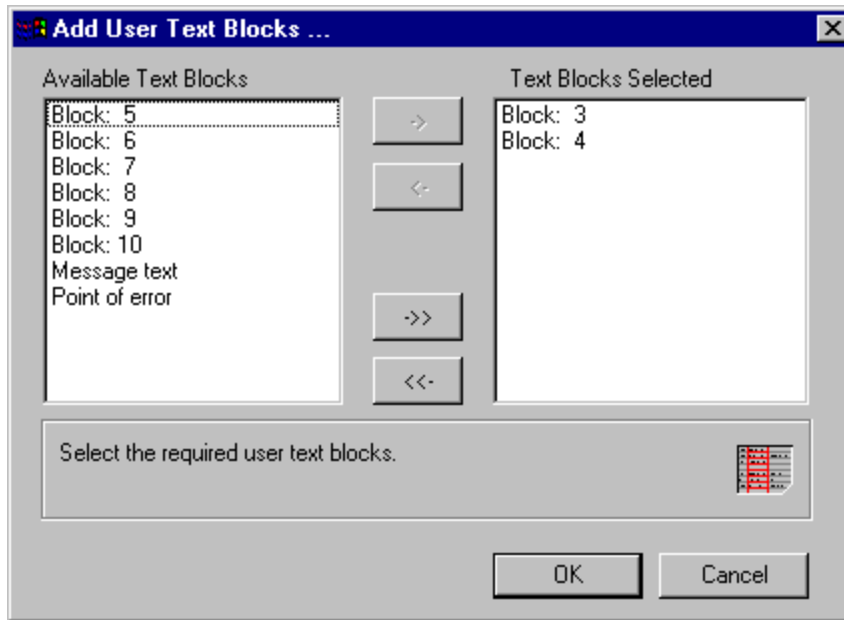 Add User Text Blocks ...
Available Text Blocks
Block: 5
Block: 6
Block: 7
Block: 8
Block: 9
Block: 10
Message text
Point of error
->
<-
->>
<<-
Text Blocks Selected
Block: 3
Block: 4
Select the required user text blocks.
OK
Cancel